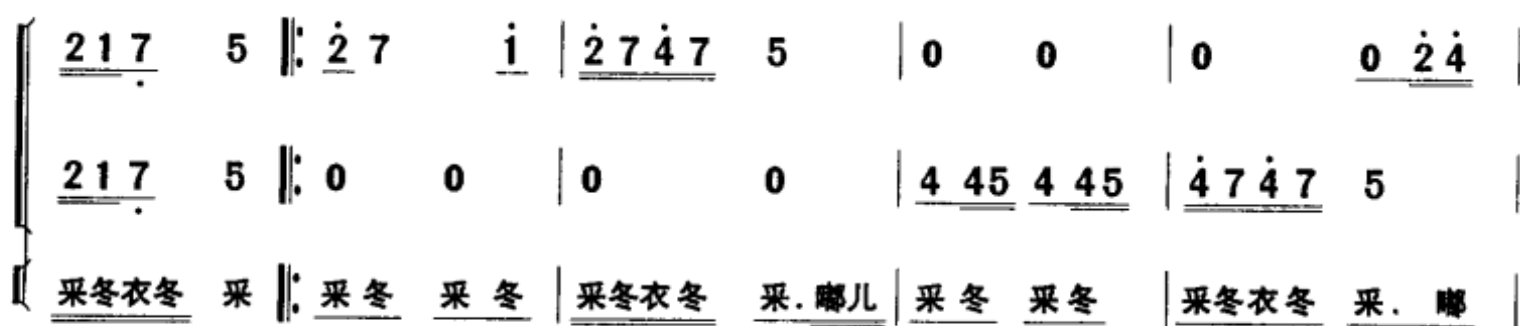 2 1 7̣ 5 𝄆 2̇ 7 1̇ | 2̇ 7 4̇ 7 5 | 0 0 | 0 0 2̇ 4̇ |
2 1 7̣ 5 𝄆 0 0 | 0 0 | 4 45 4 45 | 4̇ 7 4̇ 7 5 |
采冬衣冬 采 𝄆 采冬 采冬 | 采冬衣冬 采.嘟儿 | 采冬 采冬 | 采冬衣冬 采. 嘟 |